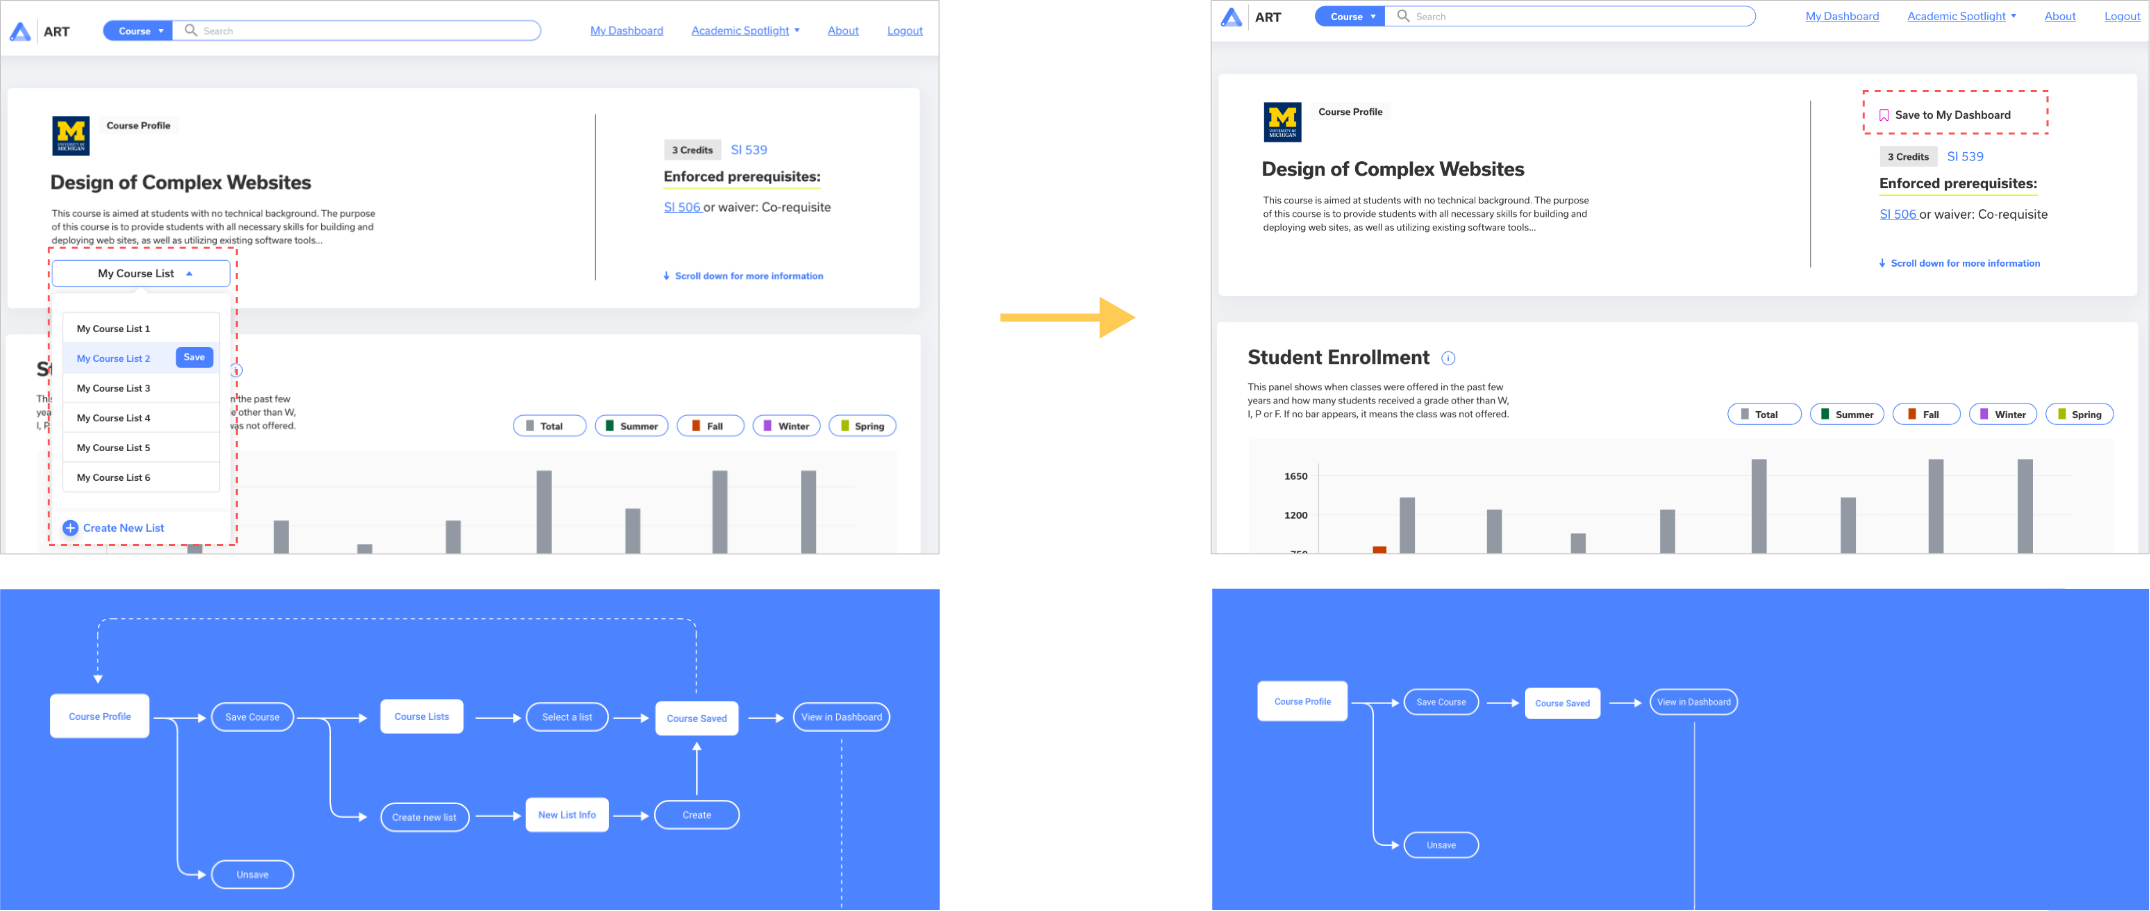 ART
Course
Search
My Dashboard
Academic Spotlight
About
Logout
M
UNIVERSITY OF
MICHIGAN
Course Profile
Design of Complex Websites
This course is aimed at students with no technical background. The purpose
of this course is to provide students with all necessary skills for building and
deploying web sites, as well as utilizing existing software tools...
3 Credits SI 539
Enforced prerequisites:
SI 506 or waiver: Co-requisite
Scroll down for more information
My Course List
My Course List 1
My Course List 2 Save
My Course List 3
My Course List 4
My Course List 5
My Course List 6
Create New List
the past few
other than W,
was not offered.
Total
Summer
Fall
Winter
Spring
ART
Course
Search
My Dashboard
Academic Spotlight
About
Logout
M
UNIVERSITY OF
MICHIGAN
Course Profile
Design of Complex Websites
This course is aimed at students with no technical background. The purpose
of this course is to provide students with all necessary skills for building and
deploying web sites, as well as utilizing existing software tools...
Save to My Dashboard
3 Credits SI 539
Enforced prerequisites:
SI 506 or waiver: Co-requisite
Scroll down for more information
Student Enrollment
This panel shows when classes were offered in the past few
years and how many students received a grade other than W,
I, P or F. If no bar appears, it means the class was not offered.
Total
Summer
Fall
Winter
Spring
1650
1200
750
Course Profile
Save Course
Course Lists
Select a list
Course Saved
View in Dashboard
Create new list
New List Info
Create
Unsave
Course Profile
Save Course
Course Saved
View in Dashboard
Unsave